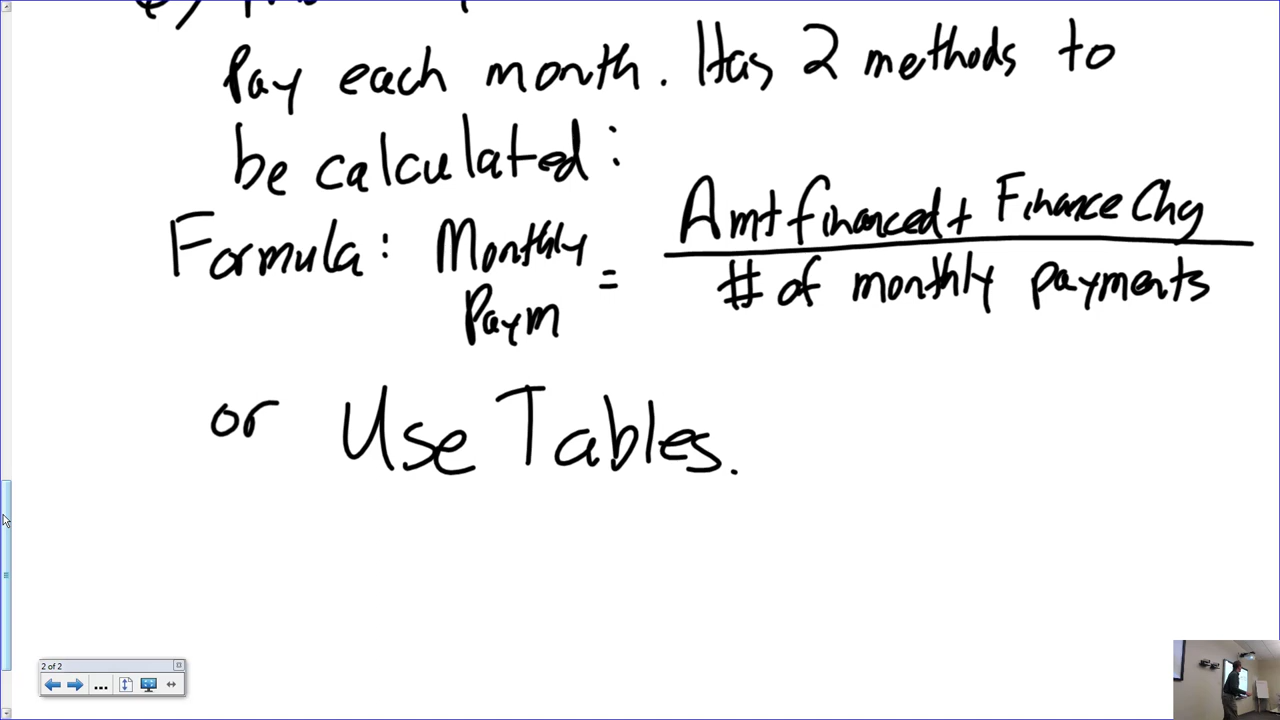 Pay each month. Has 2 methods to
be calculated:
Formula: Monthly Paym = Amt financed + Finance Chg
# of monthly payments
or Use Tables.
2 of 2
...